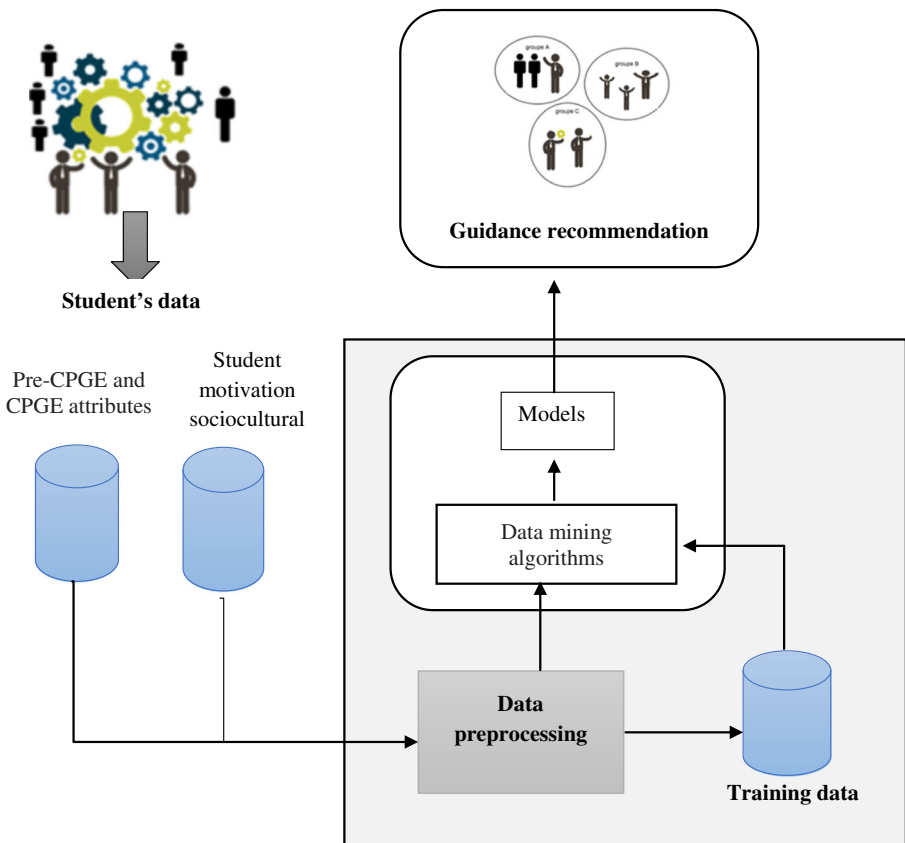 groupe A
groupe B
groupe C
Guidance recommendation
Student's data
Pre-CPGE and
CPGE attributes
Student
motivation
sociocultural
Models
Data mining
algorithms
Data
preprocessing
Training data